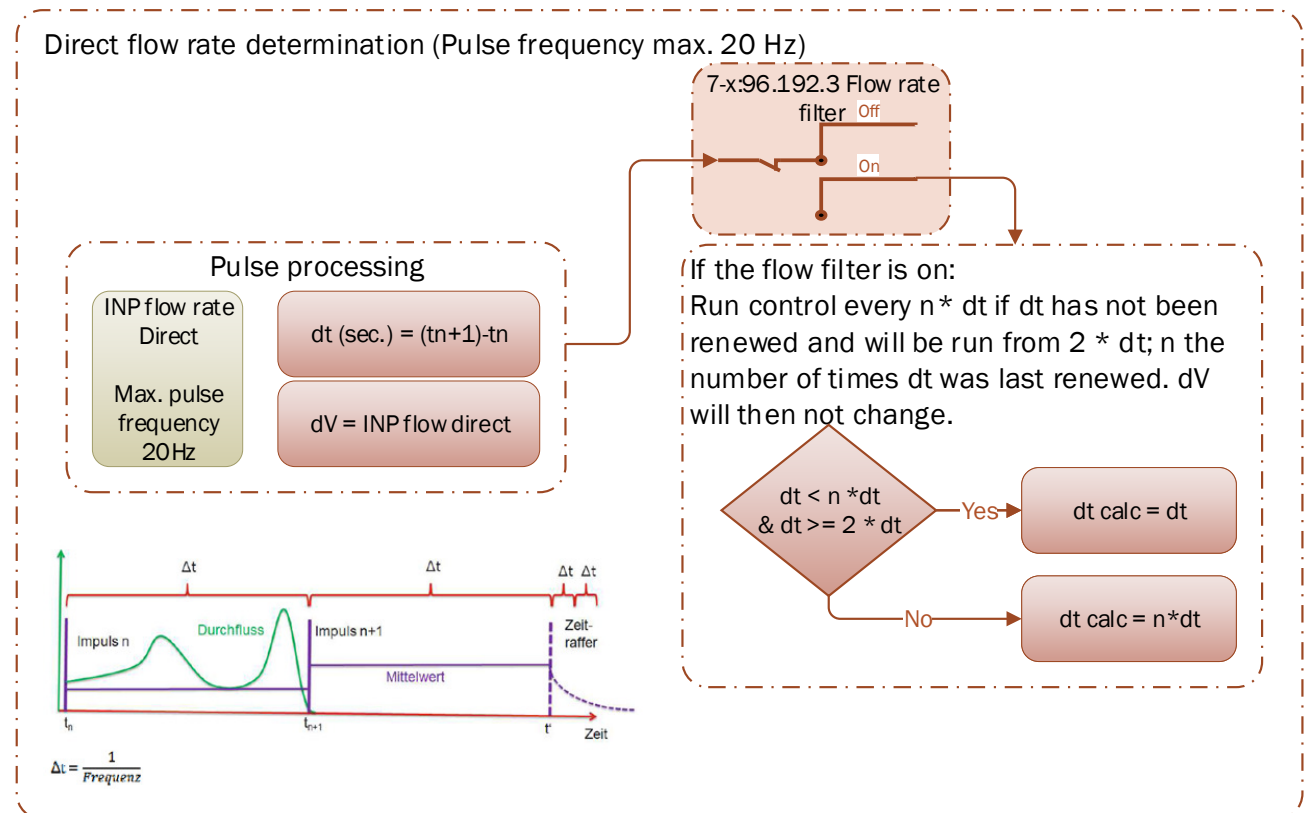 Direct flow rate determination (Pulse frequency max. 20 Hz)
7-x:96.192.3 Flow rate
filter
Off
On
Pulse processing
INP flow rate
Direct
Max. pulse
frequency
20Hz
dt (sec.) = (tn+1)-tn
dV = INP flow direct
If the flow filter is on:
Run control every n* dt if dt has not been
renewed and will be run from 2 * dt; n the
number of times dt was last renewed. dV
will then not change.
dt < n *dt
& dt >= 2 * dt
Yes
dt calc = dt
No
dt calc = n*dt
Δt
Δt
Δt
Δt
Impuls n
Durchfluss
Impuls n+1
Zeit-
raffer
Mittelwert
tn
tn+1
t'
Zeit
Δt = 1/Frequenz